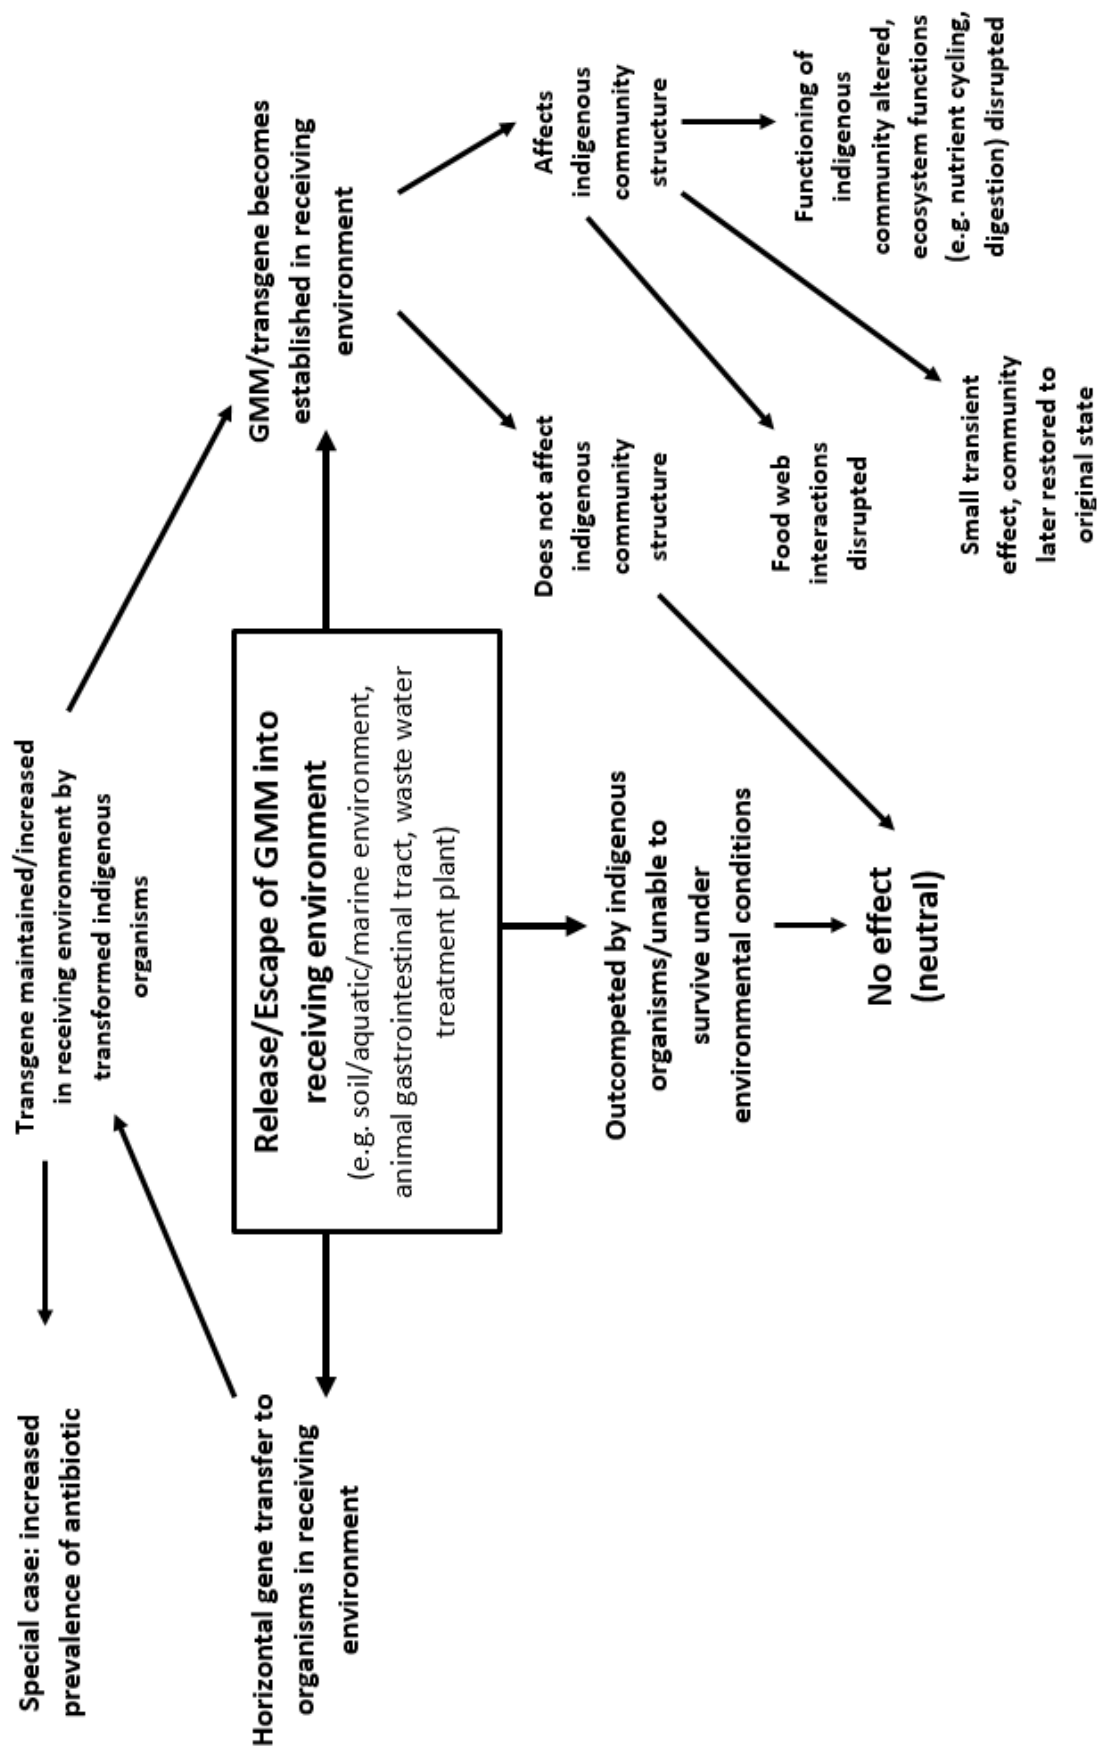 Special case: increased
prevalence of antibiotic
Transgene maintained/increased
in receiving environment by
transformed indigenous
organisms
Horizontal gene transfer to
organisms in receiving
environment
Release/Escape of GMM into
receiving environment
(e.g. soil/aquatic/marine environment,
animal gastrointestinal tract, waste water
treatment plant)
GMM/transgene becomes
established in receiving
environment
Outcompeted by indigenous
organisms/unable to
survive under
environmental conditions
Does not affect
indigenous
community
structure
Affects
indigenous
community
structure
No effect
(neutral)
Food web
interactions
disrupted
Functioning of
indigenous
community altered,
ecosystem functions
(e.g. nutrient cycling,
digestion) disrupted
Small transient
effect, community
later restored to
original state